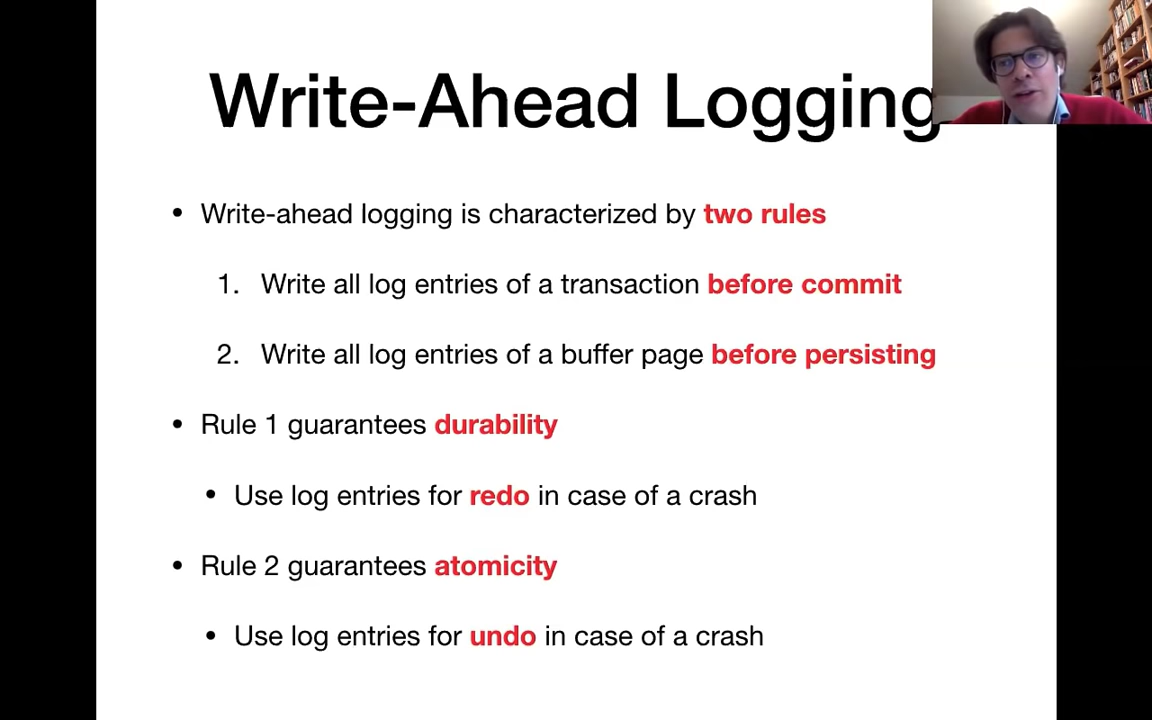 Write-Ahead Logging
• Write-ahead logging is characterized by two rules
1. Write all log entries of a transaction before commit
2. Write all log entries of a buffer page before persisting
• Rule 1 guarantees durability
• Use log entries for redo in case of a crash
• Rule 2 guarantees atomicity
• Use log entries for undo in case of a crash